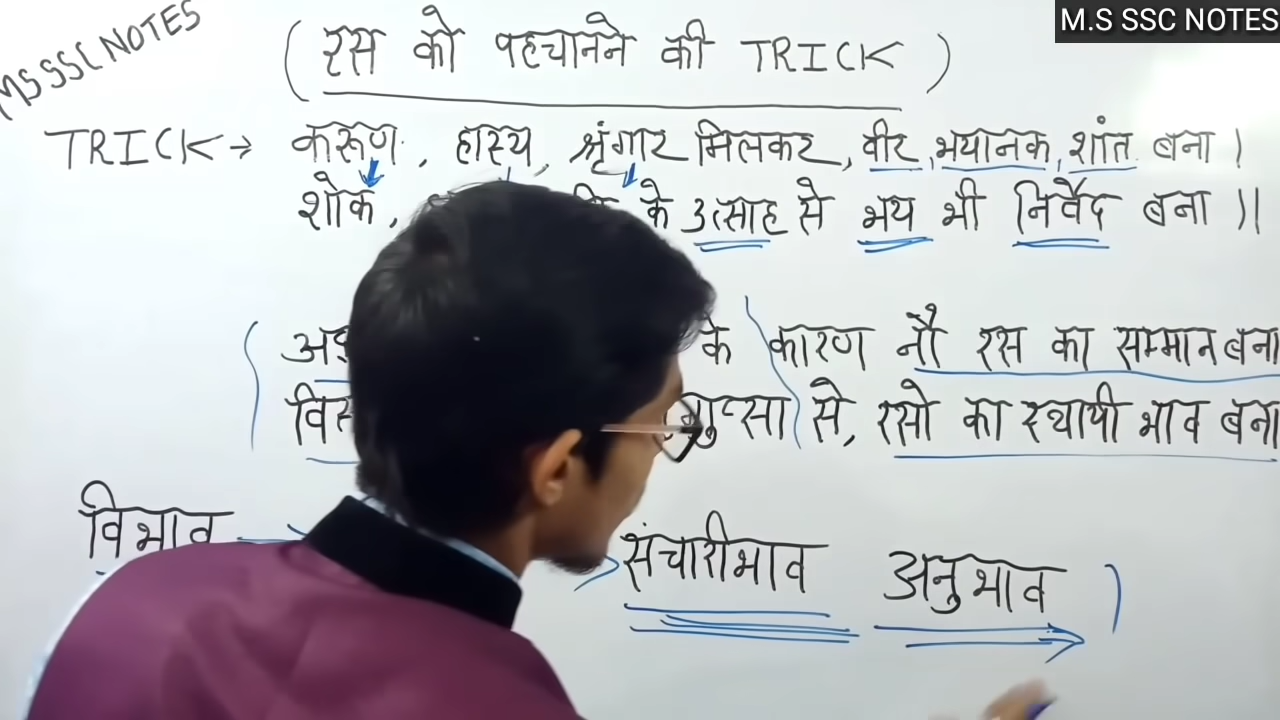 M.S SSC NOTES
MS SSC NOTES
( रस को पहचानने की TRICK )
TRICK → करूण, हास्य, श्रृंगार मिलकर, वीर, भयानक, शांत बना।
शोक, के उत्साह से भय भी निर्वेद बना॥
के कारण नौ रस का सम्मान बना
से, रसो का स्थायी भाव बना
विभाव संचारीभाव अनुभाव )